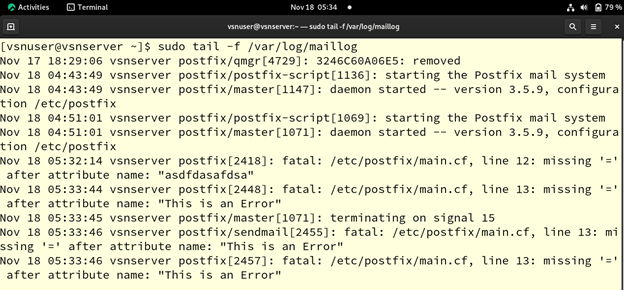 Activities Terminal Nov 18 05:34 79 %
vsnuser@vsnserver:~ — sudo tail -f /var/log/maillog
[vsnuser@vsnserver ~]$ sudo tail -f /var/log/maillog
Nov 17 18:29:06 vsnserver postfix/qmgr[4729]: 3246C60A06E5: removed
Nov 18 04:43:49 vsnserver postfix/postfix-script[1136]: starting the Postfix mail system
Nov 18 04:43:49 vsnserver postfix/master[1147]: daemon started -- version 3.5.9, configura
tion /etc/postfix
Nov 18 04:51:01 vsnserver postfix/postfix-script[1069]: starting the Postfix mail system
Nov 18 04:51:01 vsnserver postfix/master[1071]: daemon started -- version 3.5.9, configura
tion /etc/postfix
Nov 18 05:32:14 vsnserver postfix[2418]: fatal: /etc/postfix/main.cf, line 12: missing '='
 after attribute name: "asdfdasafdsa"
Nov 18 05:33:44 vsnserver postfix[2448]: fatal: /etc/postfix/main.cf, line 13: missing '='
 after attribute name: "This is an Error"
Nov 18 05:33:45 vsnserver postfix/master[1071]: terminating on signal 15
Nov 18 05:33:46 vsnserver postfix/sendmail[2455]: fatal: /etc/postfix/main.cf, line 13: mi
ssing '=' after attribute name: "This is an Error"
Nov 18 05:33:46 vsnserver postfix[2457]: fatal: /etc/postfix/main.cf, line 13: missing '='
 after attribute name: "This is an Error"